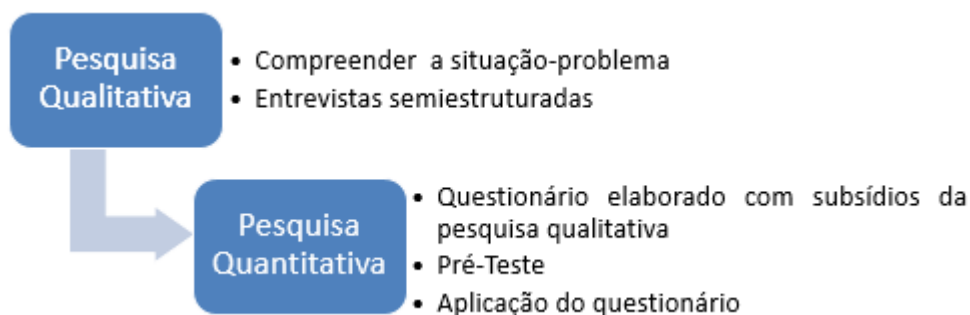 Pesquisa
Qualitativa
• Compreender a situação-problema
• Entrevistas semiestruturadas
Pesquisa
Quantitativa
• Questionário elaborado com subsídios da
pesquisa qualitativa
• Pré-Teste
• Aplicação do questionário